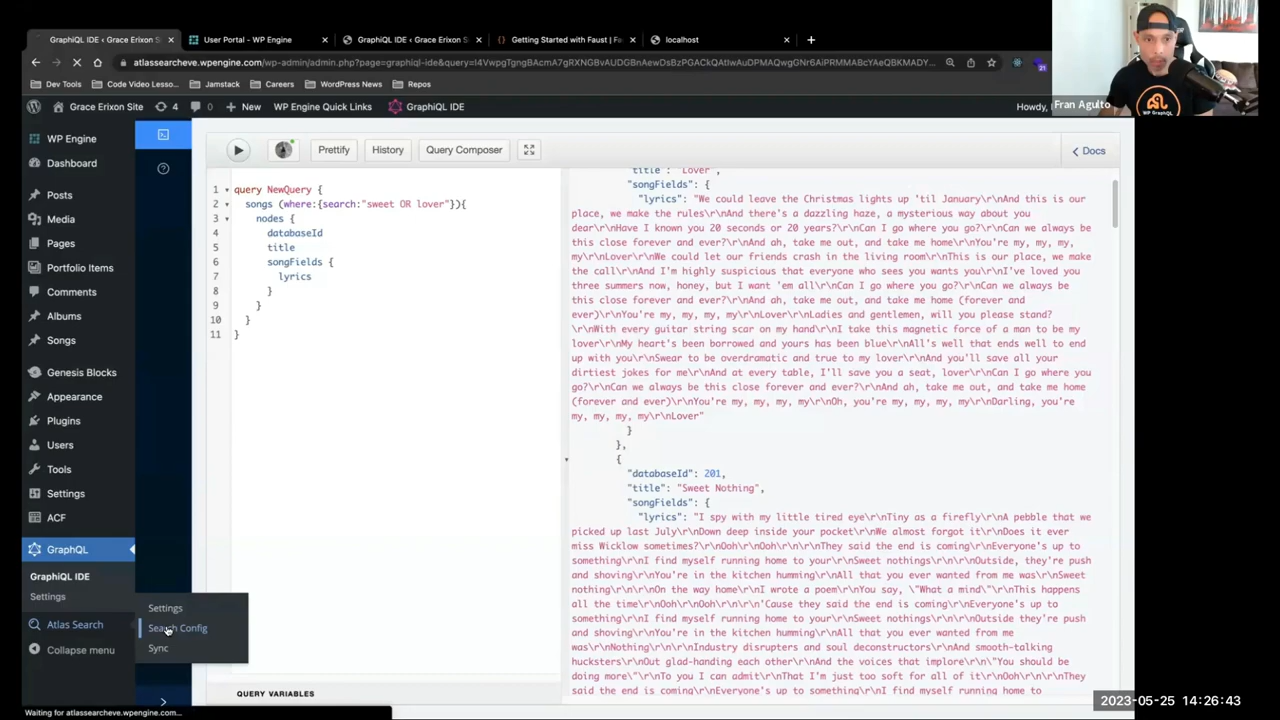 GraphiQL IDE ‹ Grace Erixon S
User Portal - WP Engine
GraphiQL IDE ‹ Grace Erixon S
Getting Started with Faust | Fa
localhost
atlassearcheve.wpengine.com
Dev Tools
Code Video Lesso...
Jamstack
Careers
WordPress News
Repos
Grace Erixon Site
4
0
New
WP Engine Quick Links
GraphiQL IDE
Howdy,
Fran Agulto
WP GRAPHQL
WP Engine
Dashboard
Posts
Media
Pages
Portfolio Items
Comments
Albums
Songs
Genesis Blocks
Appearance
Plugins
Users
Tools
Settings
ACF
GraphQL
GraphiQL IDE
Settings
Atlas Search
Collapse menu
Settings
Search Config
Sync
Prettify
History
Query Composer
Docs
1 query NewQuery {
2 songs (where:{search:"sweet OR lover"}){
3 nodes {
4 databaseId
5 title
6 songFields {
7 lyrics
8 }
9 }
10 }
11 }
QUERY VARIABLES
title": "Lover",
"songFields": {
"lyrics": "We could leave the Christmas lights up 'til January\r\nAnd this is our
place, we make the rules\r\nAnd there's a dazzling haze, a mysterious way about you
dear\r\nHave I known you 20 seconds or 20 years?\r\nCan I go where you go?\r\nCan we always be
this close forever and ever?\r\nAnd ah, take me out, and take me home\r\nYou're my, my, my,
my\r\nLover\r\nWe could let our friends crash in the living room\r\nThis is our place, we make
the call\r\nAnd I'm highly suspicious that everyone who sees you wants you\r\nI've loved you
three summers now, honey, but I want 'em all\r\nCan I go where you go?\r\nCan we always be
this close forever and ever?\r\nAnd ah, take me out, and take me home (forever and
ever)\r\nYou're my, my, my, my\r\nLover\r\nLadies and gentlemen, will you please stand?
\r\nWith every guitar string scar on my hand\r\nI take this magnetic force of a man to be my
lover\r\nMy heart's been borrowed and yours has been blue\r\nAll's well that ends well to end
up with you\r\nSwear to be overdramatic and true to my lover\r\nAnd you'll save all your
dirtiest jokes for me\r\nAnd at every table, I'll save you a seat, lover\r\nCan I go where you
go?\r\nCan we always be this close forever and ever?\r\nAnd ah, take me out, and take me home
(forever and ever)\r\nYou're my, my, my, my\r\nOh, you're my, my, my, my\r\nDarling, you're
my, my, my, my\r\nLover"
}
},
{
"databaseId": 201,
"title": "Sweet Nothing",
"songFields": {
"lyrics": "I spy with my little tired eye\r\nTiny as a firefly\r\nA pebble that we
picked up last July\r\nDown deep inside your pocket\r\nWe almost forgot it\r\nDoes it ever
miss Wicklow sometimes?\r\nOoh\r\nOoh\r\n\r\nThey said the end is coming\r\nEveryone's up to
something\r\nI find myself running home to your\r\nSweet nothings\r\n\r\nOutside, they're push
and shoving\r\nYou're in the kitchen humming\r\nAll that you ever wanted from me was\r\nSweet
nothing\r\n\r\nOn the way home\r\nI wrote a poem\r\nYou say, \"What a mind\"\r\nThis happens
all the time\r\nOoh\r\nOoh\r\n\r\n'Cause they said the end is coming\r\nEveryone's up to
something\r\nI find myself running home to your\r\nSweet nothings\r\nOutside they're push and
shoving\r\nYou're in the kitchen humming\r\nAll that you ever wanted from me
was\r\nNothing\r\n\r\nIndustry disrupters and soul deconstructors\r\nAnd smooth-talking
hucksters\r\nOut glad-handing each other\r\nAnd the voices that implore\r\n\"You should be
doing more\"\r\nTo you I can admit\r\nThat I'm just too soft for all of it\r\nOoh\r\n\r\nThey
said the end is coming\r\nEveryone's up to something\r\nI find myself running home to
Waiting for atlassearcheve.wpengine.com...
2023-05-25 14:26:43